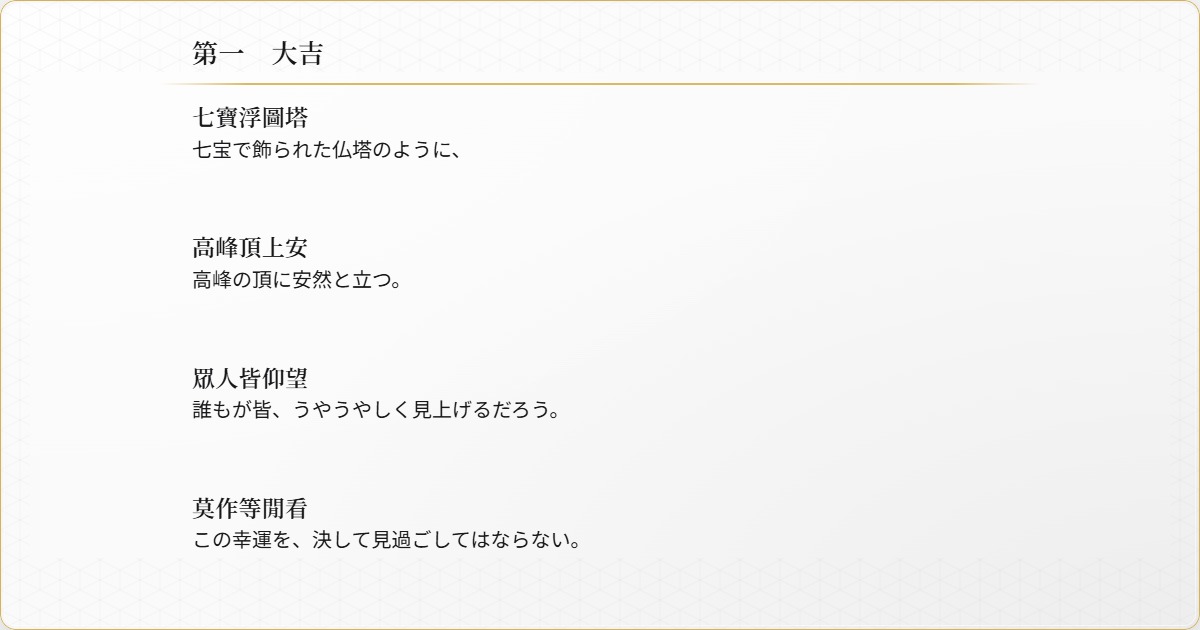 第一　大吉
七寶浮圖塔
七宝で飾られた仏塔のように、
高峰頂上安
高峰の頂に安然と立つ。
眾人皆仰望
誰もが皆、うやうやしく見上げるだろう。
莫作等閒看
この幸運を、決して見過ごしてはならない。